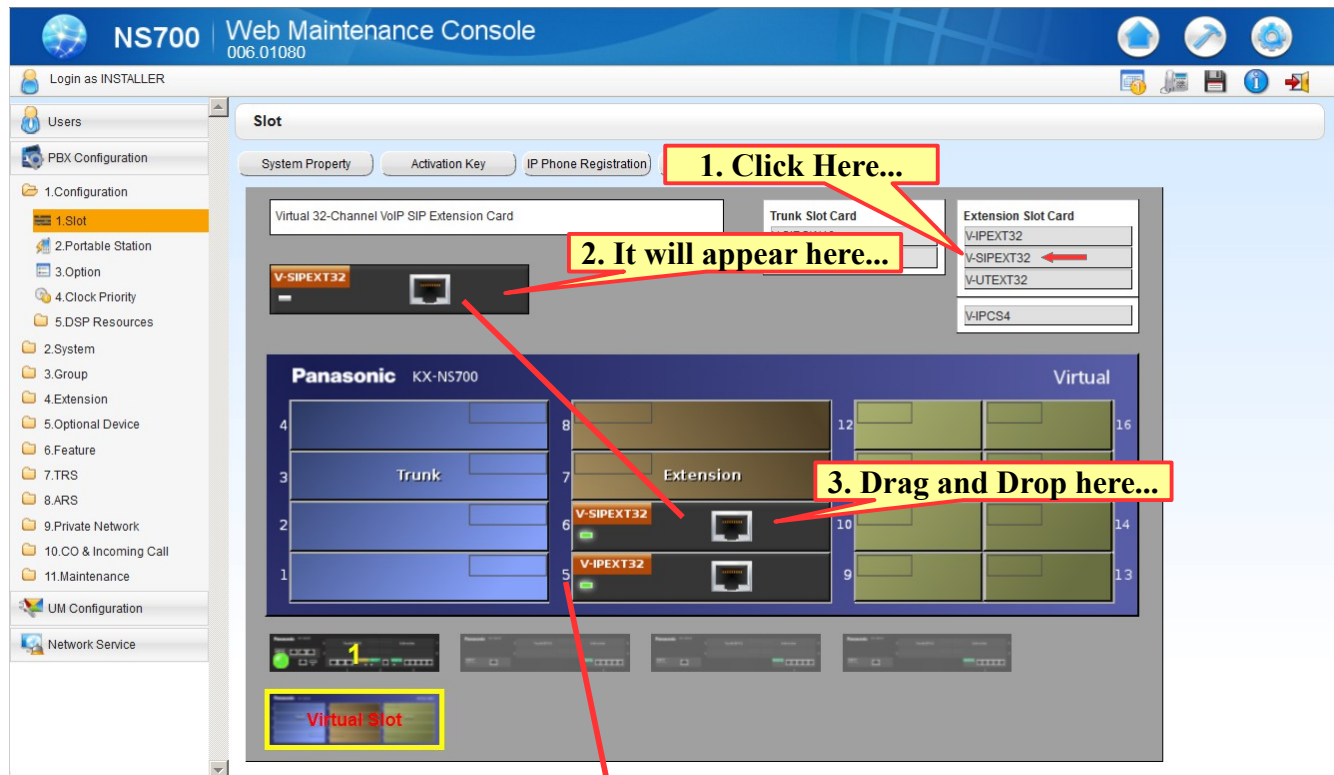 NS700
Web Maintenance Console
006.01080
Login as INSTALLER
Users
PBX Configuration
1.Configuration
1.Slot
2.Portable Station
3.Option
4.Clock Priority
5.DSP Resources
2.System
3.Group
4.Extension
5.Optional Device
6.Feature
7.TRS
8.ARS
9.Private Network
10.CO & Incoming Call
11.Maintenance
UM Configuration
Network Service
Slot
System Property
Activation Key
IP Phone Registration
1. Click Here...
Virtual 32-Channel VoIP SIP Extension Card
Trunk Slot Card
Extension Slot Card
V-IPEXT32
V-SIPEXT32
V-UTEXT32
V-IPCS4
2. It will appear here...
V-SIPEXT32
Panasonic KX-NS700
Virtual
4
8
12
16
3
Trunk
7
Extension
3. Drag and Drop here...
2
6
V-SIPEXT32
10
14
1
5
V-IPEXT32
9
13
1
Virtual Slot